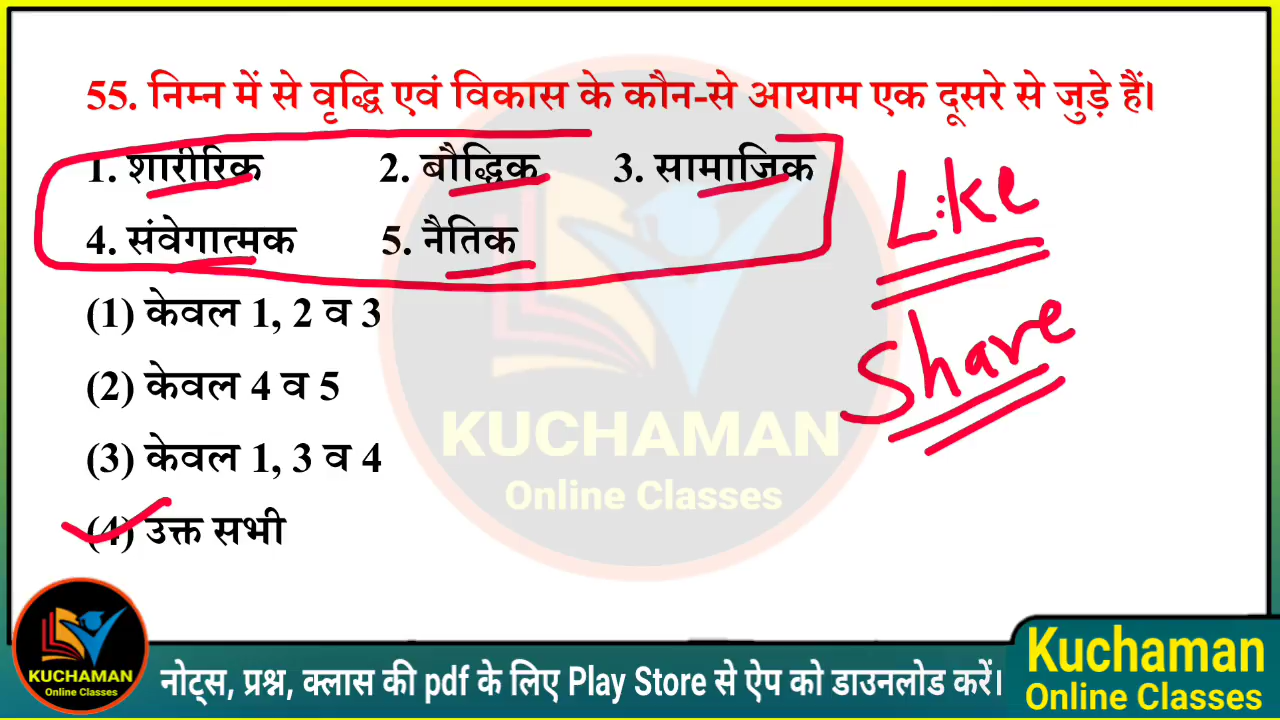 55. निम्न में से वृद्धि एवं विकास के कौन-से आयाम एक दूसरे से जुड़े हैं।
1. शारीरिक 2. बौद्धिक 3. सामाजिक
4. संवेगात्मक 5. नैतिक
Like
Share
(1) केवल 1, 2 व 3
(2) केवल 4 व 5
(3) केवल 1, 3 व 4
(4) उक्त सभी
KUCHAMAN
Online Classes
KUCHAMAN
Online Classes
नोट्स, प्रश्न, क्लास की pdf के लिए Play Store से ऐप को डाउनलोड करें।
Kuchaman
Online Classes